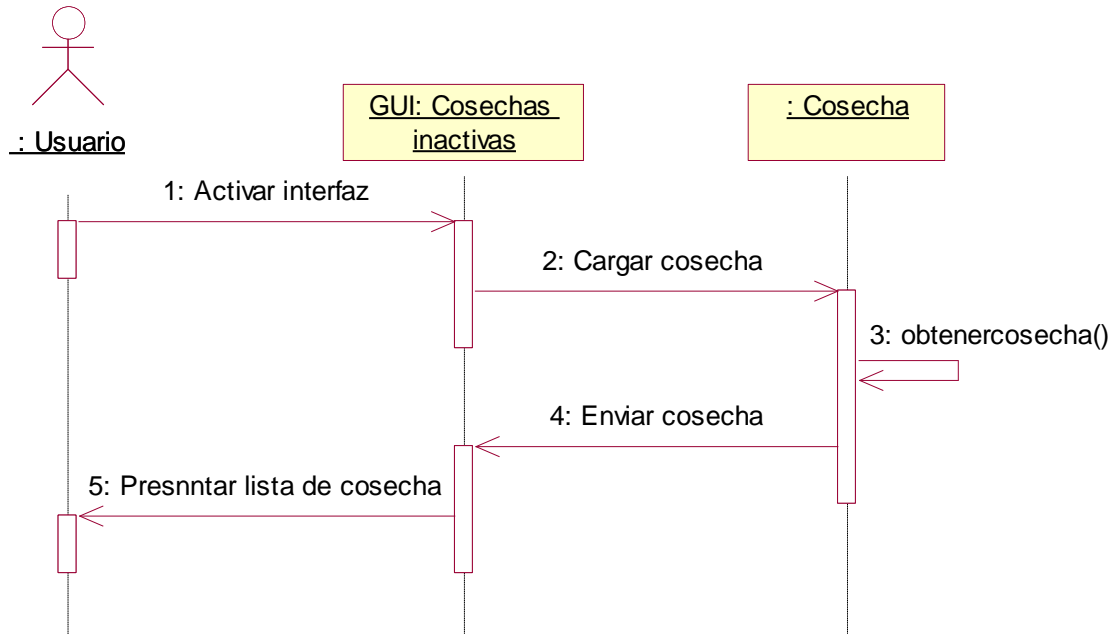 : Usuario
GUI: Cosechas
inactivas
: Cosecha
1: Activar interfaz
2: Cargar cosecha
3: obtenercosecha()
4: Enviar cosecha
5: Presnntar lista de cosecha